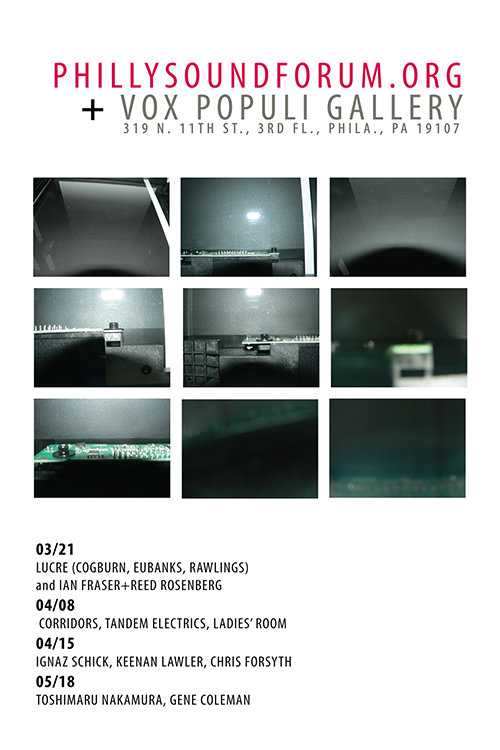 PHILLYSOUNDFORUM.ORG
+ VOX POPULI GALLERY
319 N. 11TH ST., 3RD FL., PHILA., PA 19107
03/21
LUCRE (COGBURN, EUBANKS, RAWLINGS)
and IAN FRASER+REED ROSENBERG
04/08
CORRIDORS, TANDEM ELECTRICS, LADIES' ROOM
04/15
IGNAZ SCHICK, KEENAN LAWLER, CHRIS FORSYTH
05/18
TOSHIMARU NAKAMURA, GENE COLEMAN